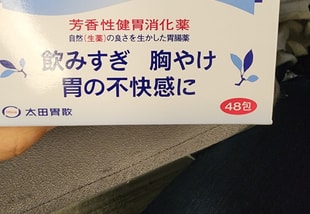 芳香性健胃消化薬
自然(生薬)の良さを生かした胃腸薬
飲みすぎ 胸やけ
胃の不快感に
太田胃散
48包